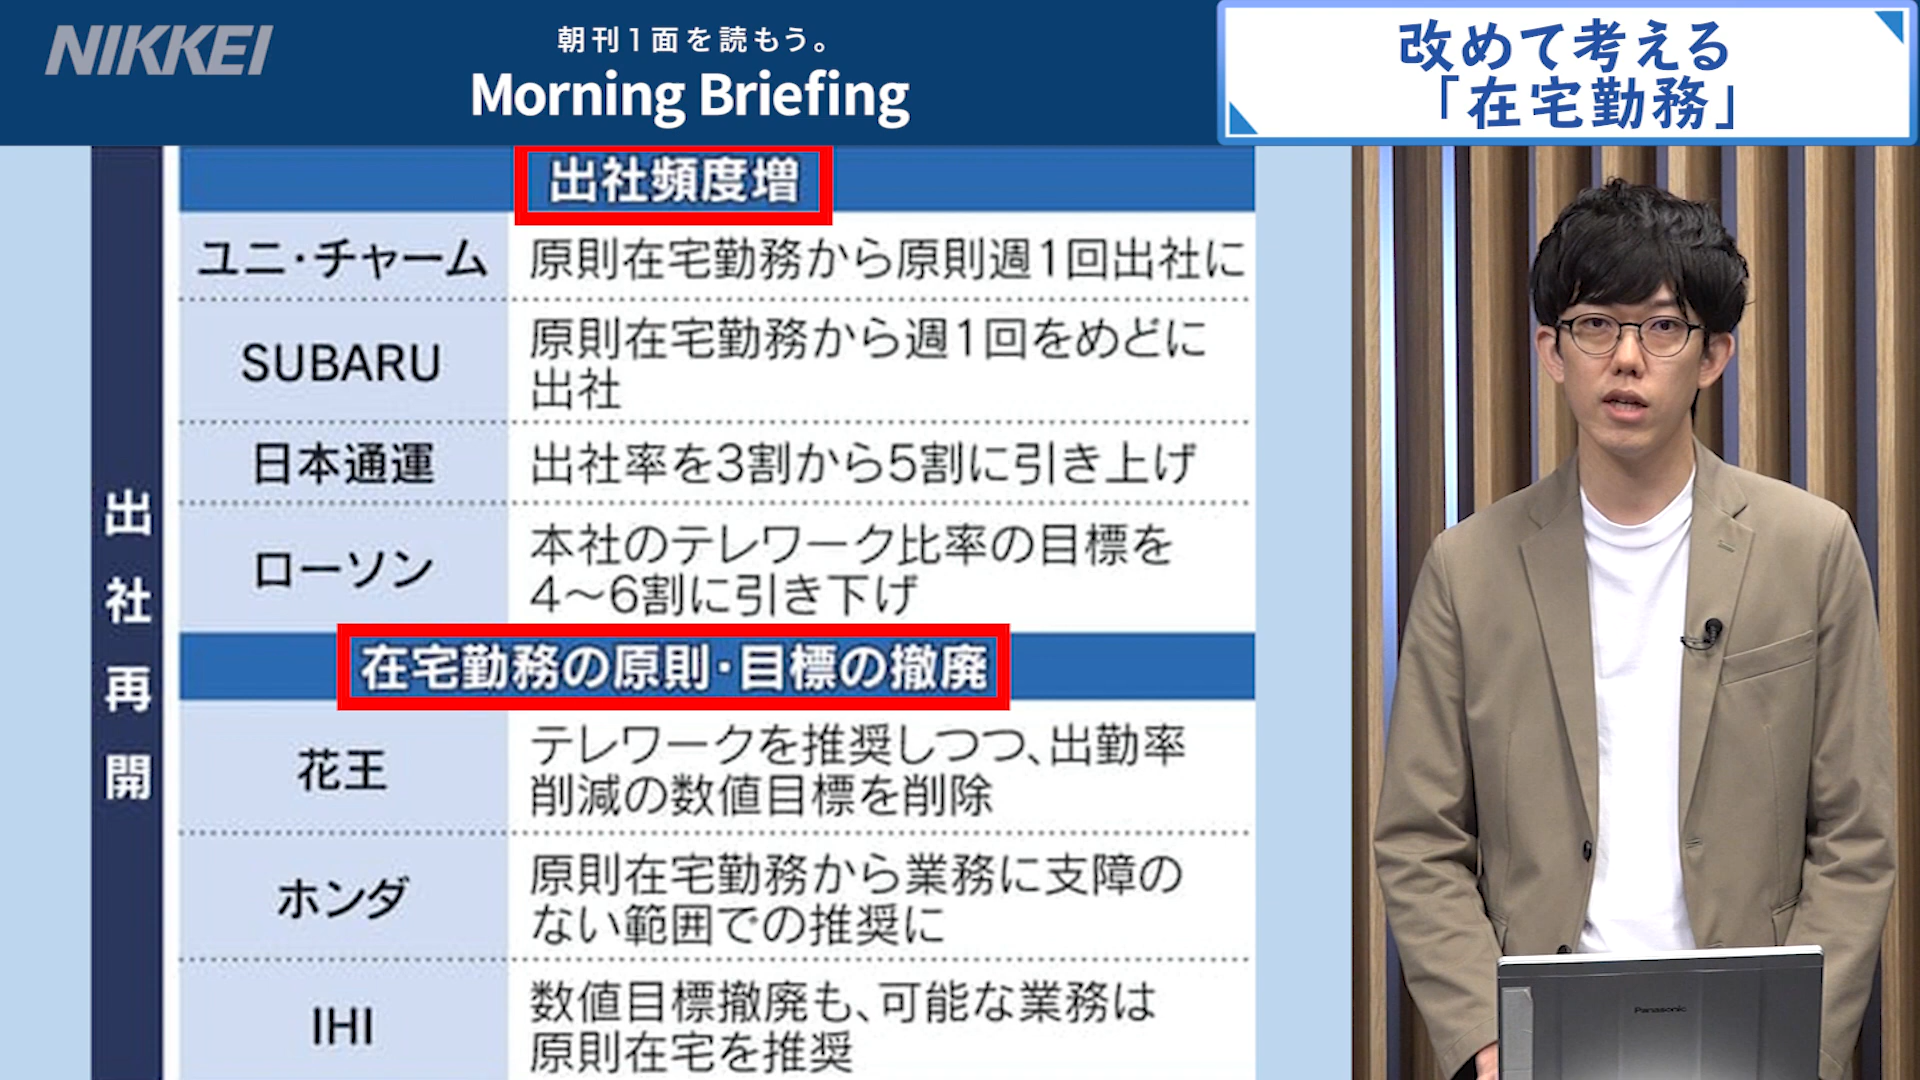 NIKKEI
朝刊1面を読もう。
Morning Briefing
改めて考える
「在宅勤務」
出社再開
出社頻度増
ユニ・チャーム
原則在宅勤務から原則週1回出社に
SUBARU
原則在宅勤務から週1回をめどに
出社
日本通運
出社率を3割から5割に引き上げ
ローソン
本社のテレワーク比率の目標を
4～6割に引き下げ
在宅勤務の原則・目標の撤廃
花王
テレワークを推奨しつつ、出勤率
削減の数値目標を削除
ホンダ
原則在宅勤務から業務に支障の
ない範囲での推奨に
IHI
数値目標撤廃も、可能な業務は
原則在宅を推奨
Panasonic